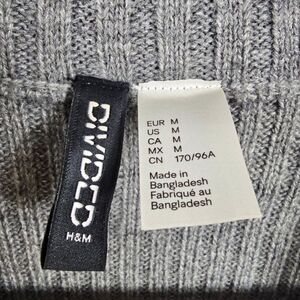 DIVIDED
H&M
EUR M
US M
CA M
MX M
CN 170/96A
Made in
Bangladesh
Fabriqué au
Bangladesh